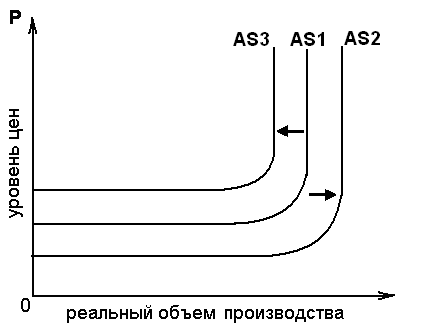 P
AS3 AS1 AS2
уровень цен
0
реальный объем производства